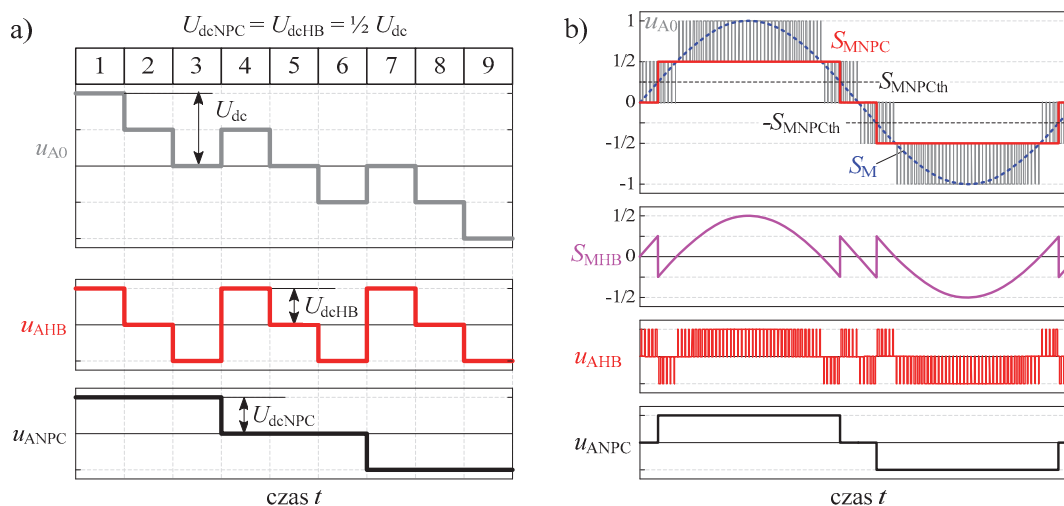 a)
U_dcNPC = U_dcHB = ½ U_dc
1 2 3 4 5 6 7 8 9
U_dc
u_A0
U_dcHB
u_AHB
U_dcNPC
u_ANPC
czas t
b)
1
u_A0
S_MNPC
1/2
S_MNPCth
0
-S_MNPCth
-1/2
S_M
-1
1/2
S_MHB
0
-1/2
u_AHB
u_ANPC
czas t